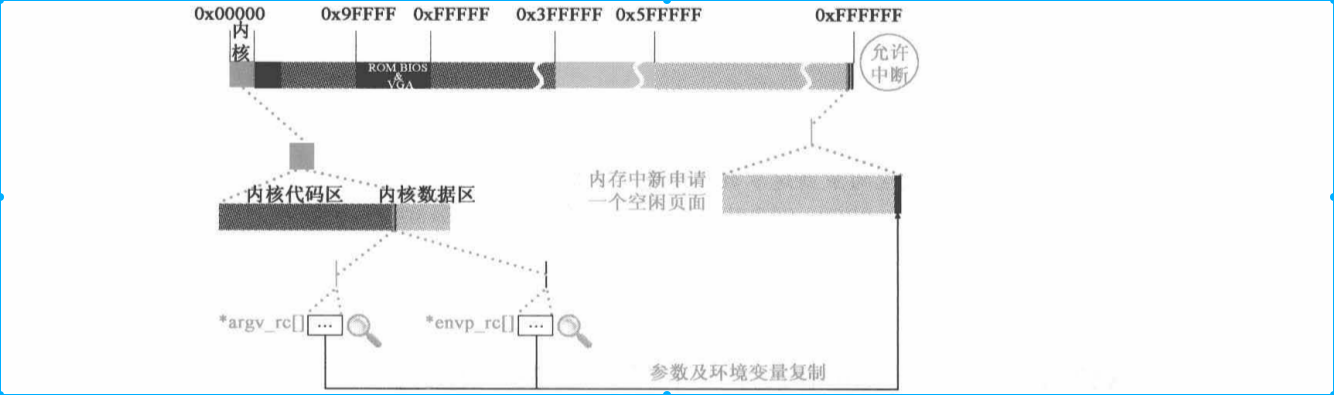 0x00000 0x9FFFF 0xFFFFF 0x3FFFFF 0x5FFFFF 0xFFFFFF
内
核
ROM BIOS
&
VGA
允许
中断
内核代码区 内核数据区
内存中新申请
一个空闲页面
*argv_rc[] ... *envp_rc[] ...
参数及环境变量复制